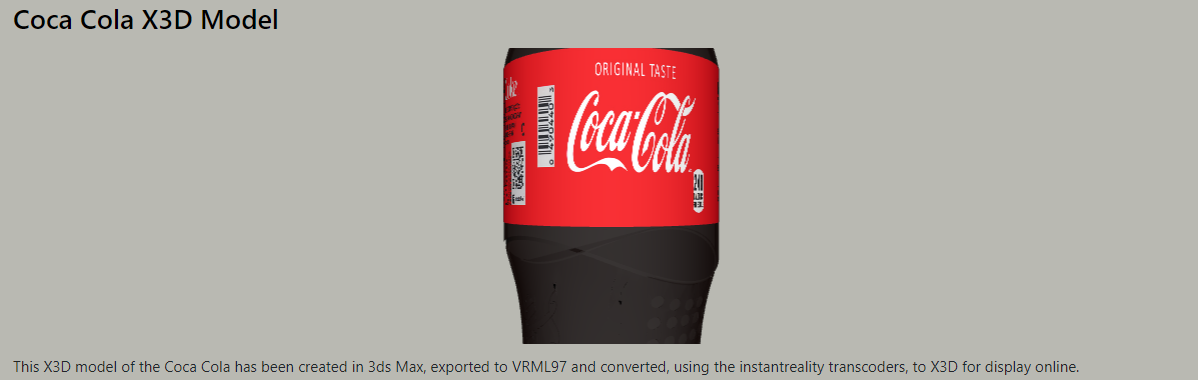 Coca Cola X3D Model
ORIGINAL TASTE
Coca-Cola
This X3D model of the Coca Cola has been created in 3ds Max, exported to VRML97 and converted, using the instantreality transcoders, to X3D for display online.